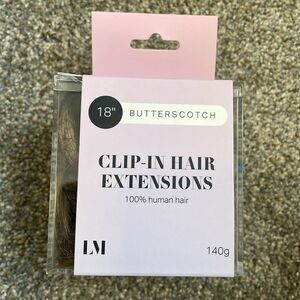 18" BUTTERSCOTCH
CLIP-IN HAIR
EXTENSIONS
100% human hair
LM 140g